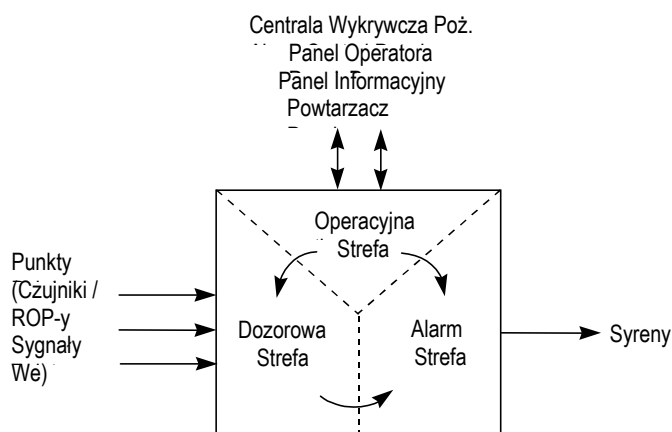 Centrala Wykrywcza Poż.
Panel Operatora
Panel Informacyjny
Powtarzacz
Operacyjna
Strefa
Punkty
(Czujniki /
ROP-y
Sygnały
We)
Dozorowa
Strefa
Alarm
Strefa
Syreny